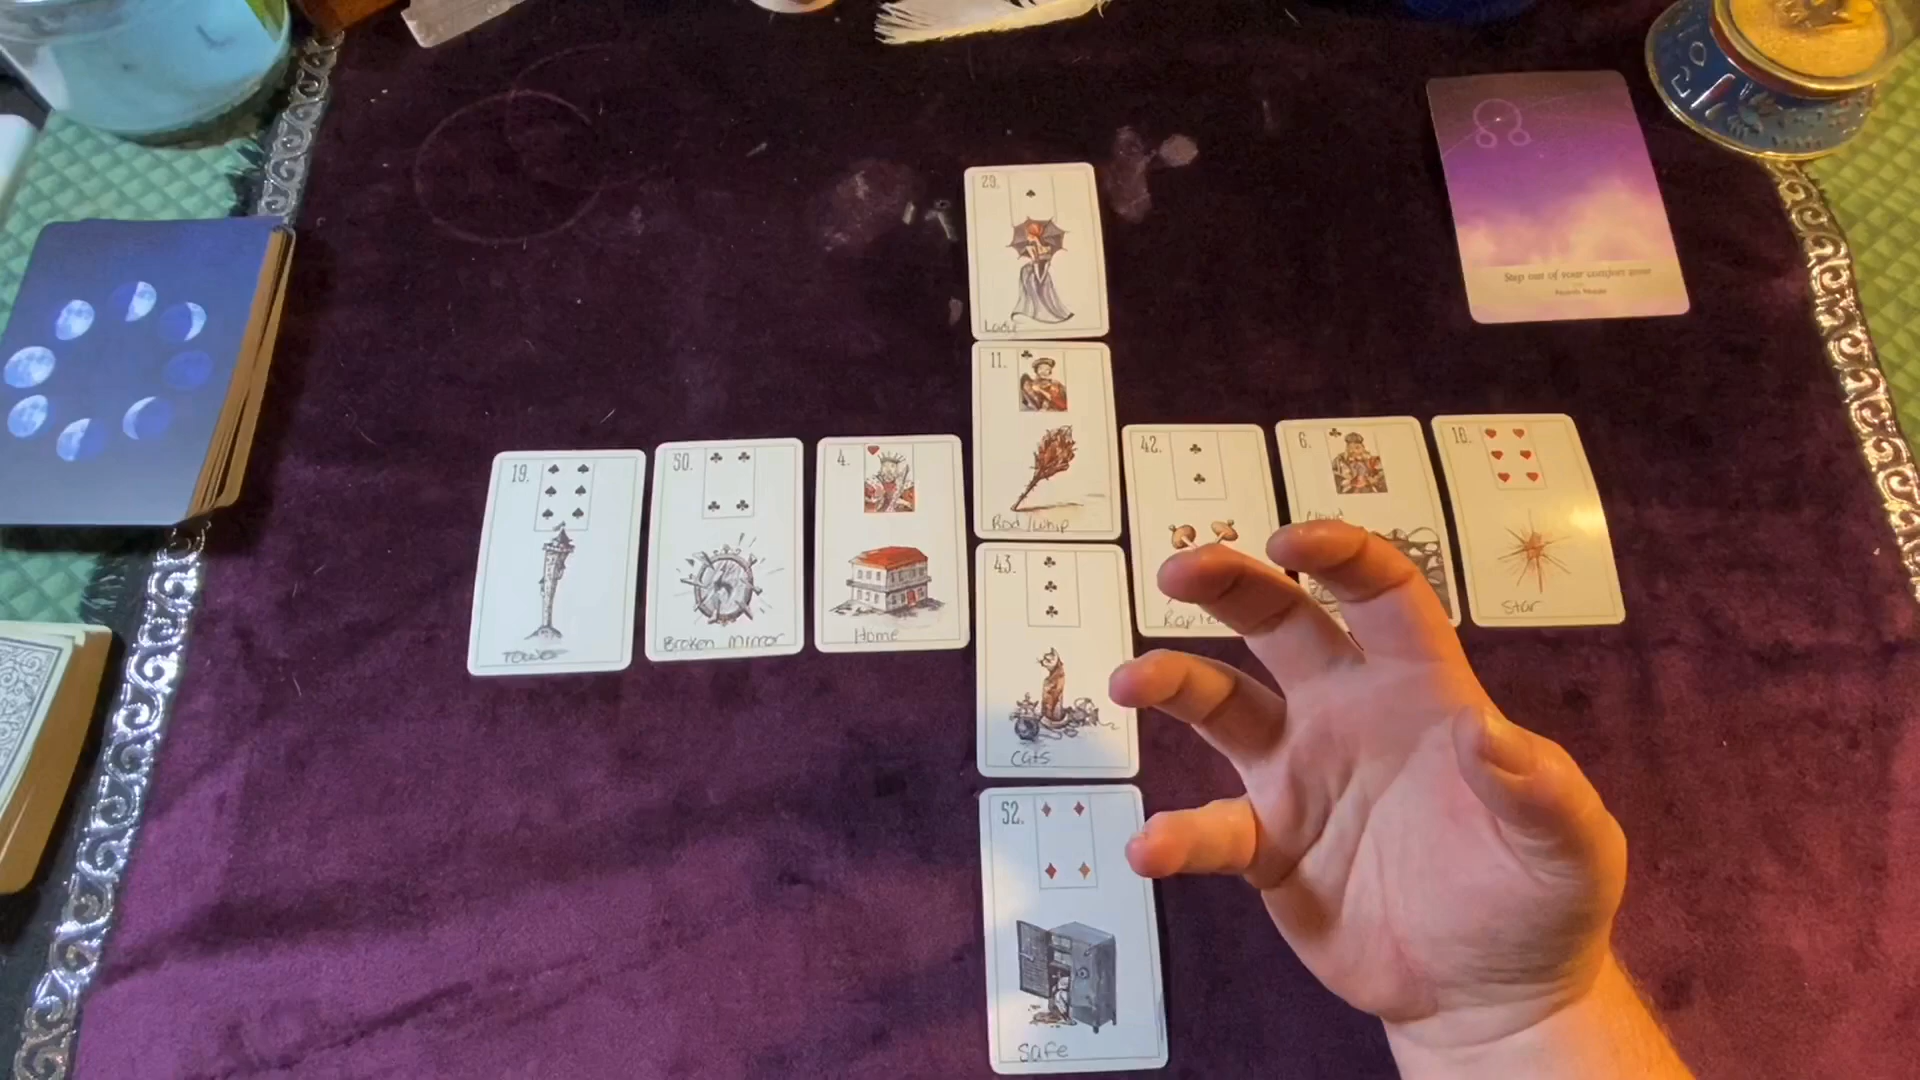 29.
Lady
11.
Rod/whip
19.
Tower
50.
Broken Mirror
4.
Home
42.
6.
Cloud
Star
43.
Cats
52.
Safe
Step out of your comfort zone